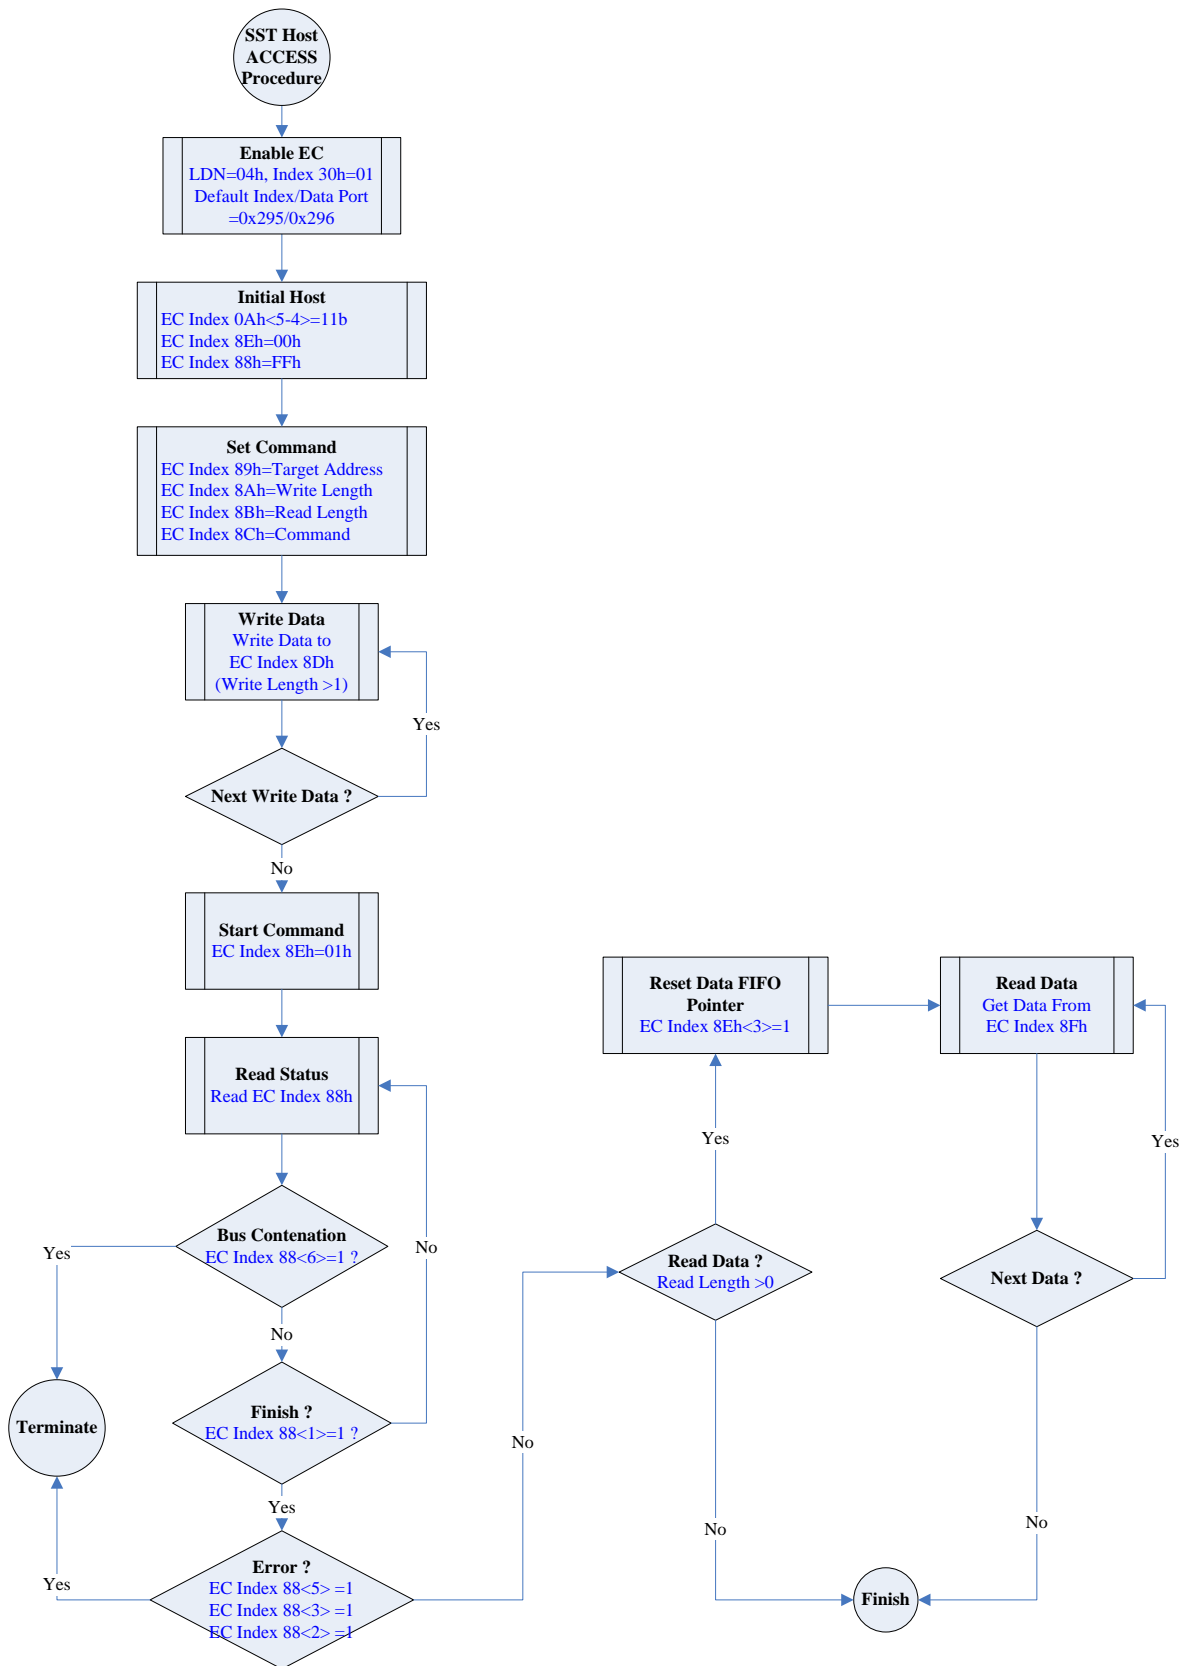 SST Host
ACCESS
Procedure
Enable EC
LDN=04h, Index 30h=01
Default Index/Data Port
=0x295/0x296
Initial Host
EC Index 0Ah<5-4>=11b
EC Index 8Eh=00h
EC Index 88h=FFh
Set Command
EC Index 89h=Target Address
EC Index 8Ah=Write Length
EC Index 8Bh=Read Length
EC Index 8Ch=Command
Write Data
Write Data to
EC Index 8Dh
(Write Length >1)
Yes
Next Write Data ?
No
Start Command
EC Index 8Eh=01h
Read Status
Read EC Index 88h
Bus Contenation
EC Index 88<6>=1 ?
Yes
No
No
Terminate
Finish ?
EC Index 88<1>=1 ?
Yes
Error ?
EC Index 88<5> =1
EC Index 88<3> =1
EC Index 88<2> =1
Yes
No
Read Data ?
Read Length >0
Yes
No
Reset Data FIFO
Pointer
EC Index 8Eh<3>=1
Read Data
Get Data From
EC Index 8Fh
Yes
Next Data ?
No
Finish